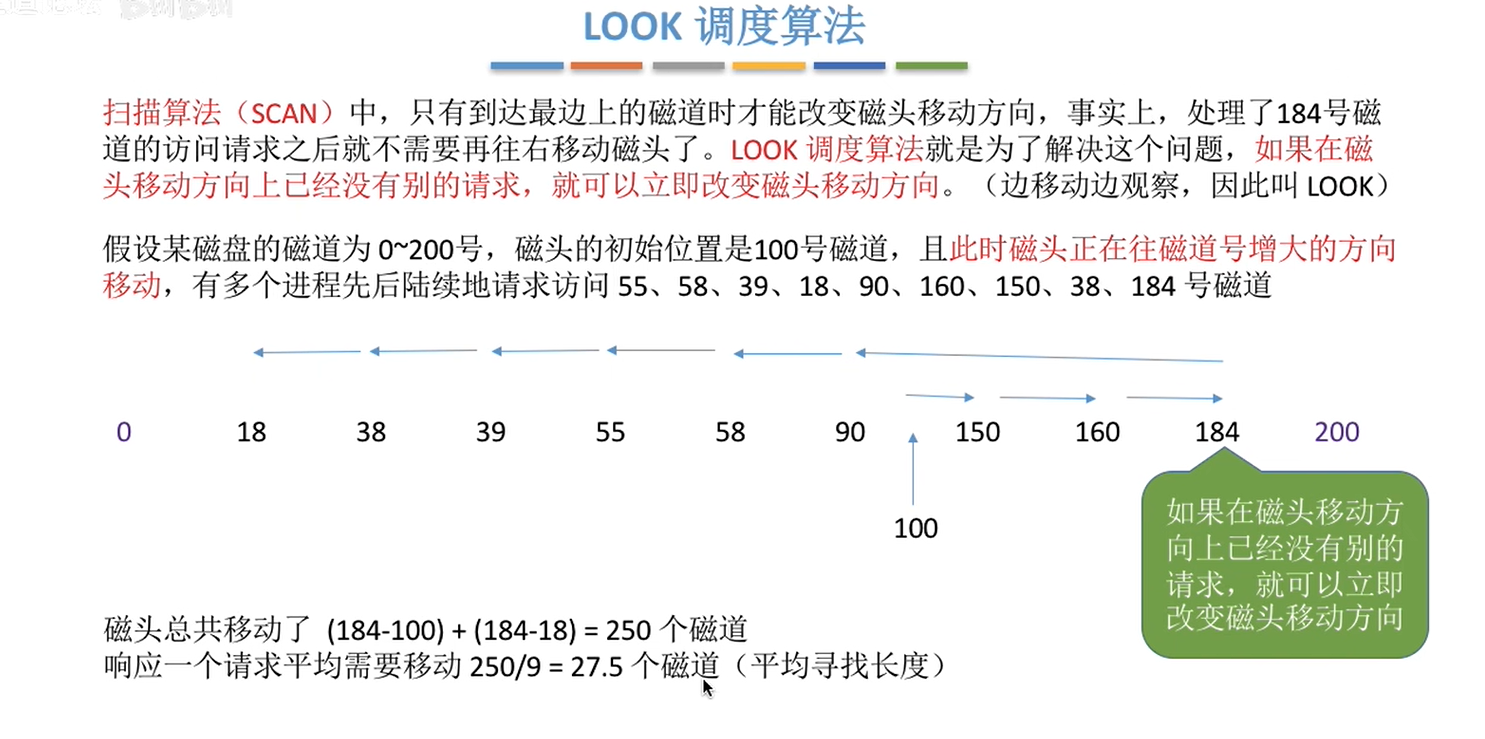 LOOK 调度算法
扫描算法（SCAN）中，只有到达最边上的磁道时才能改变磁头移动方向，事实上，处理了184号磁
道的访问请求之后就不需要再往右移动磁头了。LOOK 调度算法就是为了解决这个问题，如果在磁
头移动方向上已经没有别的请求，就可以立即改变磁头移动方向。（边移动边观察，因此叫 LOOK）
假设某磁盘的磁道为 0~200号，磁头的初始位置是100号磁道，且此时磁头正在往磁道号增大的方向
移动，有多个进程先后陆续地请求访问 55、58、39、18、90、160、150、38、184 号磁道
0 18 38 39 55 58 90 150 160 184 200
100
如果在磁头移动方
向上已经没有别的
请求，就可以立即
改变磁头移动方向
磁头总共移动了 (184-100) + (184-18) = 250 个磁道
响应一个请求平均需要移动 250/9 = 27.5 个磁道（平均寻找长度）